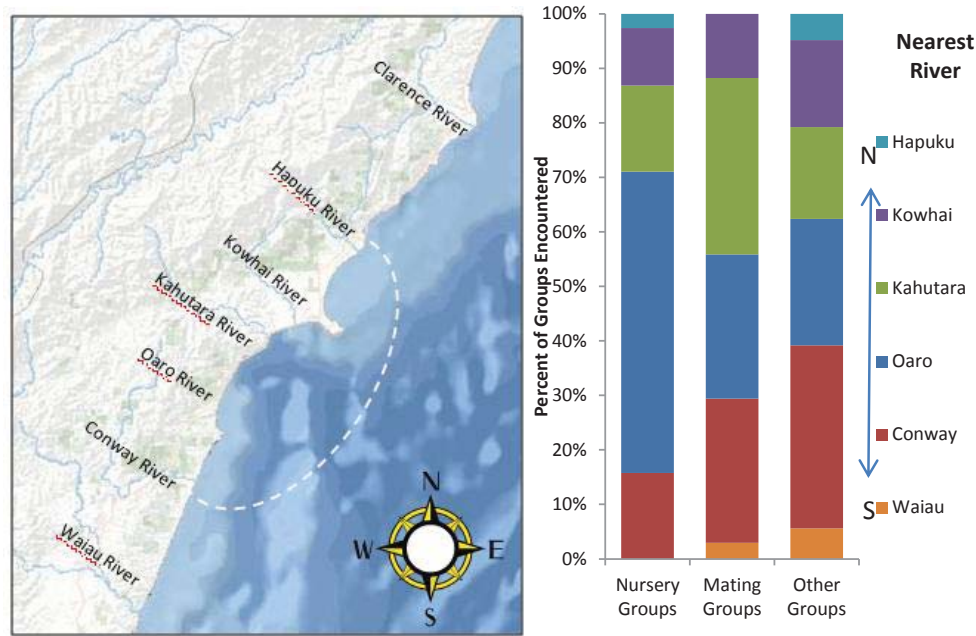 Clarence River
Hapuku River
Kowhai River
Kahutara River
Oaro River
Conway River
Waiau River
N
W
E
S
Percent of Groups Encountered
100%
90%
80%
70%
60%
50%
40%
30%
20%
10%
0%
Nursery
Groups
Mating
Groups
Other
Groups
Nearest
River
N
Hapuku
Kowhai
Kahutara
Oaro
Conway
S
Waiau